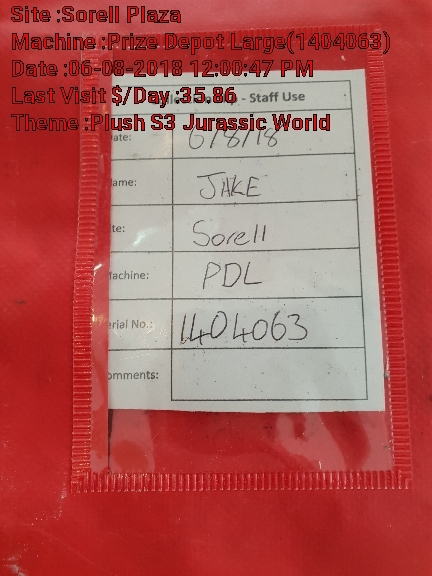 Site :Sorell Plaza
Machine :Prize Depot Large(1404063)
Date :06-08-2018 12:00:47 PM
Last Visit $/Day :35.86
Theme :Plush S3 Jurassic World
- Staff Use
ate: 6/8/18
ame: JAKE
te: Sorell
achine: PDL
erial No.: 1404063
omments: